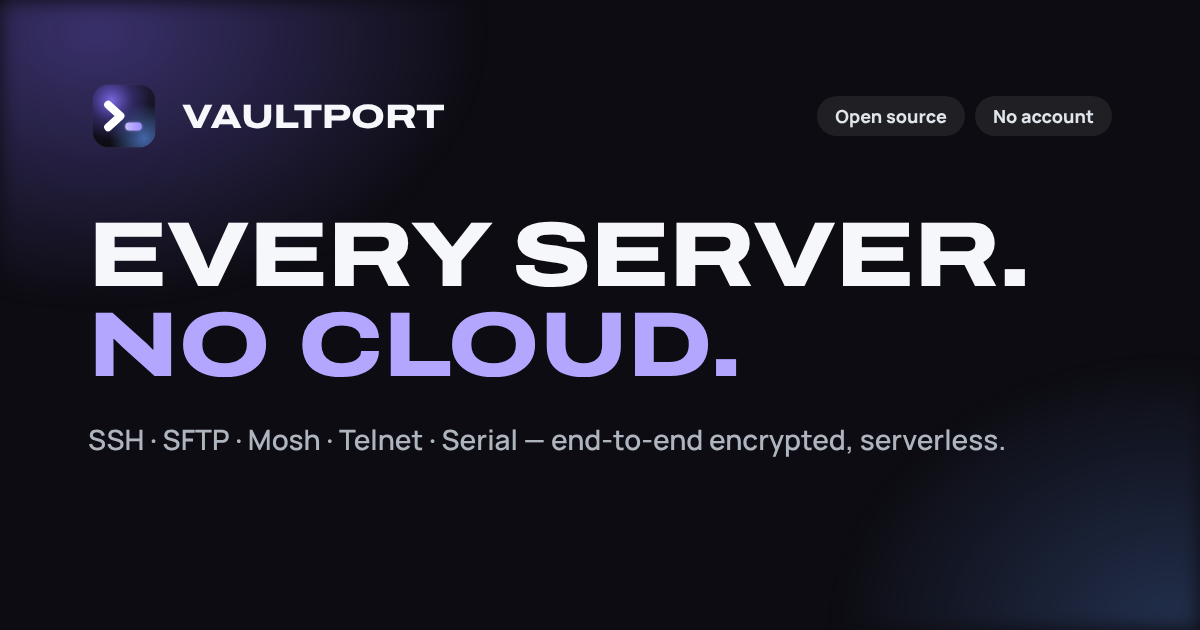 VAULTPORT
Open source
No account
EVERY SERVER.
NO CLOUD.
SSH · SFTP · Mosh · Telnet · Serial — end-to-end encrypted, serverless.